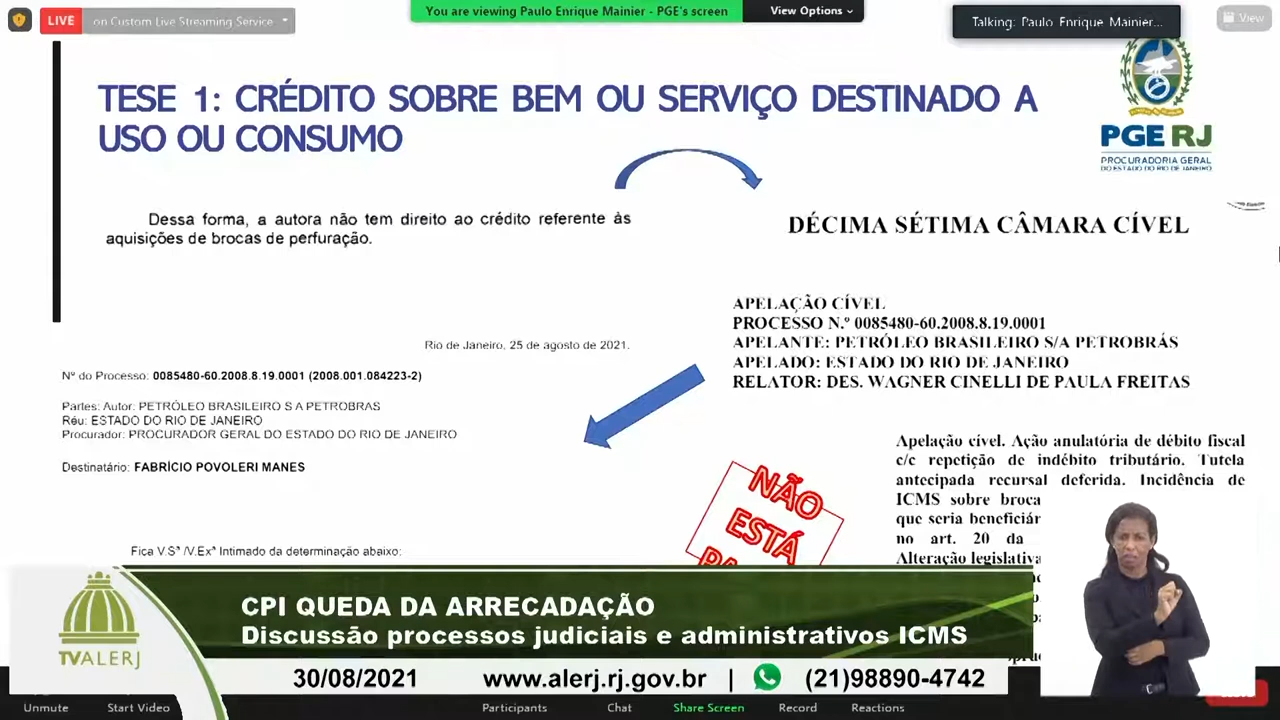 LIVE
on Custom Live Streaming Service
You are viewing Paulo Enrique Mainier - PGE's screen
View Options
Talking: Paulo Enrique Mainier...
View
TESE 1: CRÉDITO SOBRE BEM OU SERVIÇO DESTINADO A
USO OU CONSUMO
PGE RJ
PROCURADORIA GERAL
DO ESTADO DO RIO DE JANEIRO
Dessa forma, a autora não tem direito ao crédito referente às
aquisições de brocas de perfuração.
Rio de Janeiro, 25 de agosto de 2021.
Nº do Processo: 0085480-60.2008.8.19.0001 (2008.001.084223-2)
Partes: Autor: PETRÓLEO BRASILEIRO S A PETROBRAS
Réu: ESTADO DO RIO DE JANEIRO
Procurador: PROCURADOR GERAL DO ESTADO DO RIO DE JANEIRO
Destinatário: FABRÍCIO POVOLERI MANES
Fica V.Sª /V.Exª Intimado da determinação abaixo:
DÉCIMA SÉTIMA CÂMARA CÍVEL
APELAÇÃO CÍVEL
PROCESSO N.º 0085480-60.2008.8.19.0001
APELANTE: PETRÓLEO BRASILEIRO S/A PETROBRÁS
APELADO: ESTADO DO RIO DE JANEIRO
RELATOR: DES. WAGNER CINELLI DE PAULA FREITAS
Apelação cível. Ação anulatória de débito fiscal
c/c repetição de indébito tributário. Tutela
antecipada recursal deferida. Incidência de
ICMS sobre broca
que seria beneficiár
no art. 20 da
Alteração legislativa
NÃO
ESTÁ
TVALERJ
CPI QUEDA DA ARRECADAÇÃO
Discussão processos judiciais e administrativos ICMS
30/08/2021 www.alerj.rj.gov.br | (21)98890-4742
Unmute Start Video Participants Chat Share Screen Record Reactions